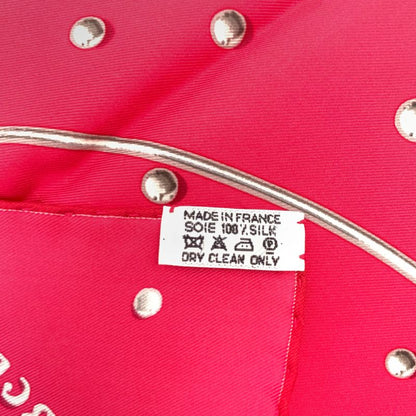 MADE IN FRANCE
SOIE 100% SILK
DRY CLEAN ONLY